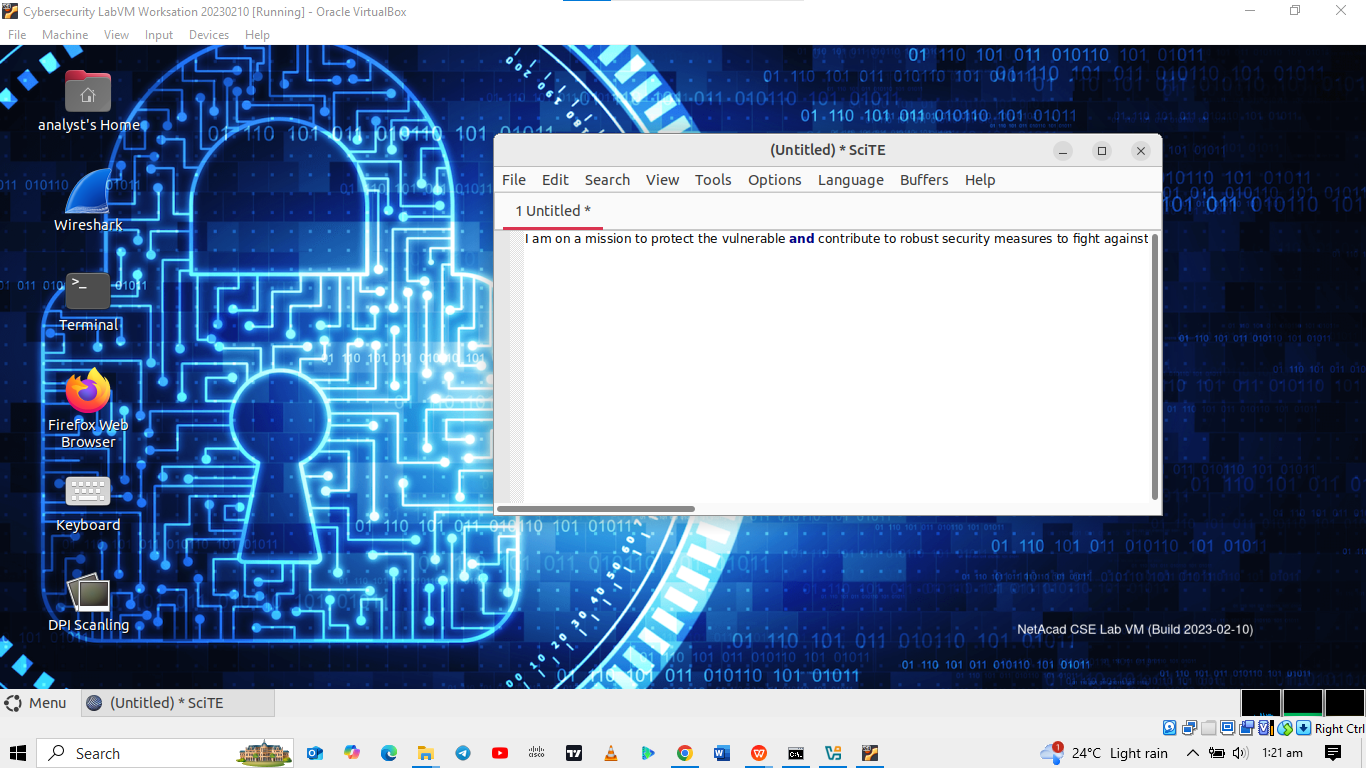 Cybersecurity LabVM Worksation 20230210 [Running] - Oracle VirtualBox
File Machine View Input Devices Help
analyst's Home
Wireshark
Terminal
Firefox Web
Browser
Keyboard
DPI Scanling
(Untitled) * SciTE
File Edit Search View Tools Options Language Buffers Help
1 Untitled *
I am on a mission to protect the vulnerable and contribute to robust security measures to fight against
NetAcad CSE Lab VM (Build 2023-02-10)
Menu (Untitled) * SciTE
Right Ctrl
Search
24°C Light rain 1:21 am